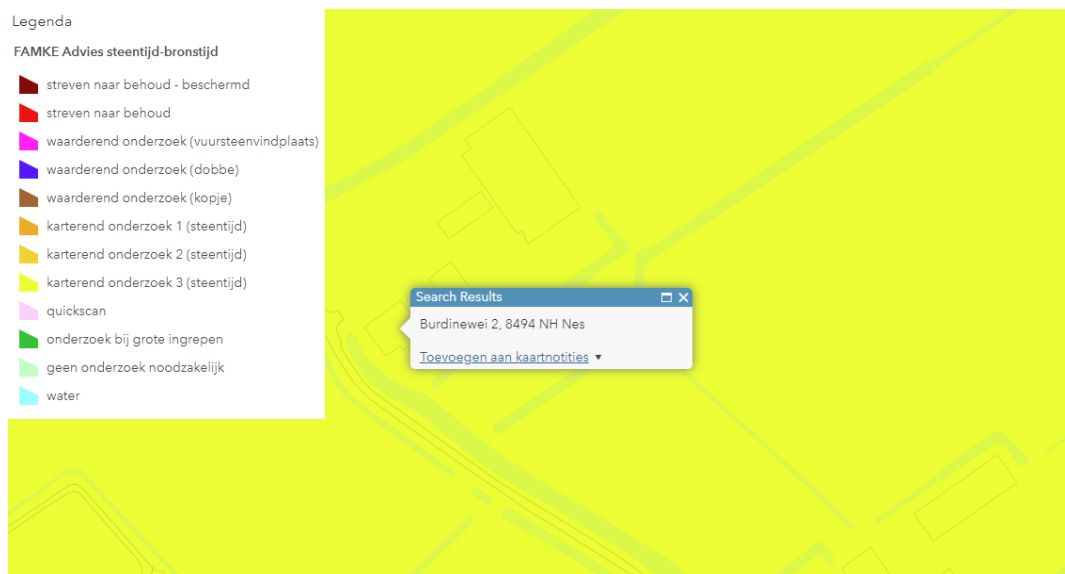 Legenda
FAMKE Advies steentijd-bronstijd
streven naar behoud - beschermd
streven naar behoud
waarderend onderzoek (vuursteenvindplaats)
waarderend onderzoek (dobbe)
waarderend onderzoek (kopje)
karterend onderzoek 1 (steentijd)
karterend onderzoek 2 (steentijd)
karterend onderzoek 3 (steentijd)
quickscan
onderzoek bij grote ingrepen
geen onderzoek noodzakelijk
water
Search Results
Burdinewei 2, 8494 NH Nes
Toevoegen aan kaartnotities